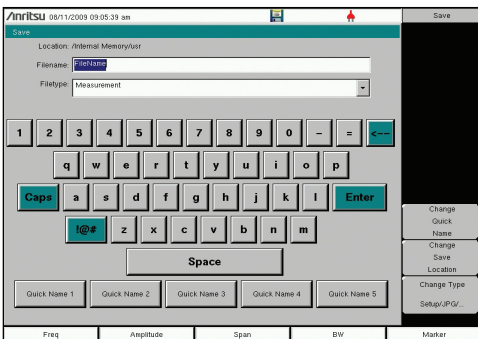 /Inritsu 08/11/2009 09:05:39 am
Save
Save
Location: /Internal Memory/usr
Filename: FileName
Filetype: Measurement
1 2 3 4 5 6 7 8 9 0 - = <--
q w e r t y u i o p
Caps a s d f g h j k l Enter
!@# z x c v b n m
Space
Quick Name 1 Quick Name 2 Quick Name 3 Quick Name 4 Quick Name 5
Change
Quick
Name
Change
Save
Location
Change Type
Setup/JPG/...
Freq Amplitude Span BW Marker